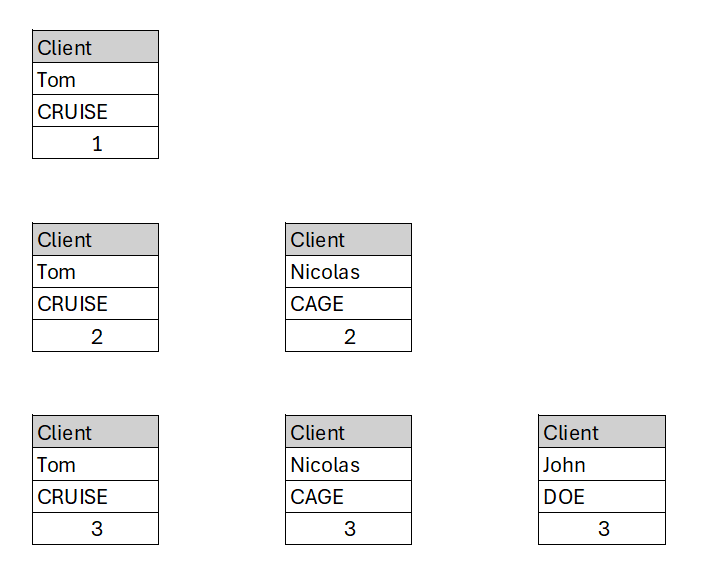 Client
Tom
CRUISE
1
Client
Tom
CRUISE
2
Client
Nicolas
CAGE
2
Client
Tom
CRUISE
3
Client
Nicolas
CAGE
3
Client
John
DOE
3